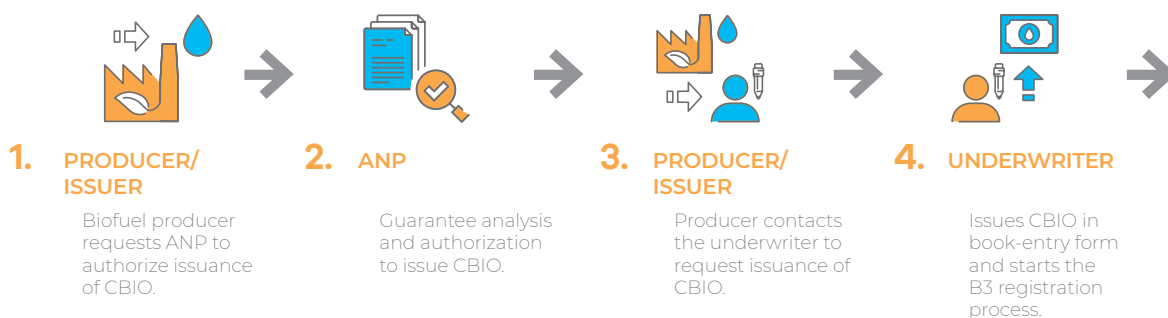 1. PRODUCER/
ISSUER
Biofuel producer
requests ANP to
authorize issuance
of CBIO.
2. ANP
Guarantee analysis
and authorization
to issue CBIO.
3. PRODUCER/
ISSUER
Producer contacts
the underwriter to
request issuance of
CBIO.
4. UNDERWRITER
Issues CBIO in
book-entry form
and starts the
B3 registration
process.